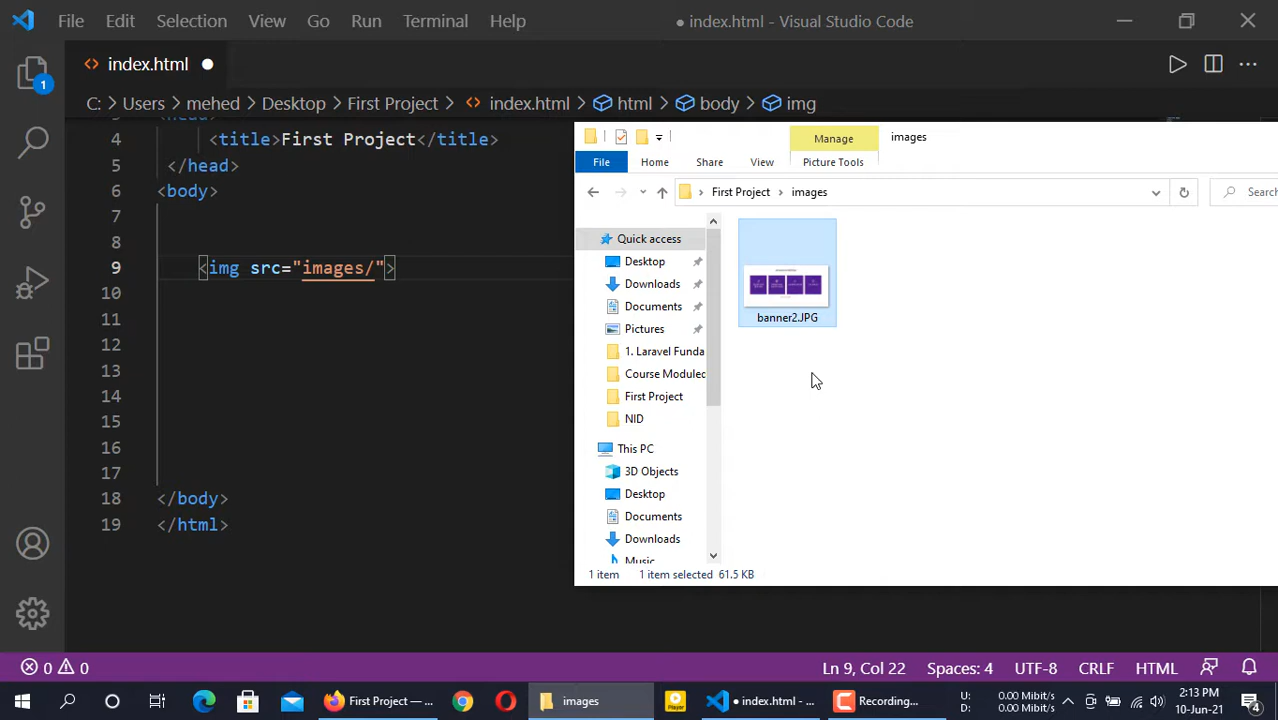 File Edit Selection View Go Run Terminal Help ● index.html - Visual Studio Code
index.html ●
C: > Users > mehed > Desktop > First Project > index.html > html > body > img
1
4 <title>First Project</title>
5 </head>
6 <body>
7
8
9 <img src="images/">
10
11
12
13
14
15
16
17
18 </body>
19 </html>
Manage images
File Home Share View Picture Tools
First Project > images Search
Quick access
Desktop
Downloads
Documents
Pictures
1. Laravel Funda
Course Module
First Project
NID
This PC
3D Objects
Desktop
Documents
Downloads
Music
banner2.JPG
1 item 1 item selected 61.5 KB
0 0 Ln 9, Col 22 Spaces: 4 UTF-8 CRLF HTML
First Project — ... images Player ● index.html - ... Recording... U: 0.00 Mibit/s
D: 0.00 Mibit/s
2:13 PM
10-Jun-21
4